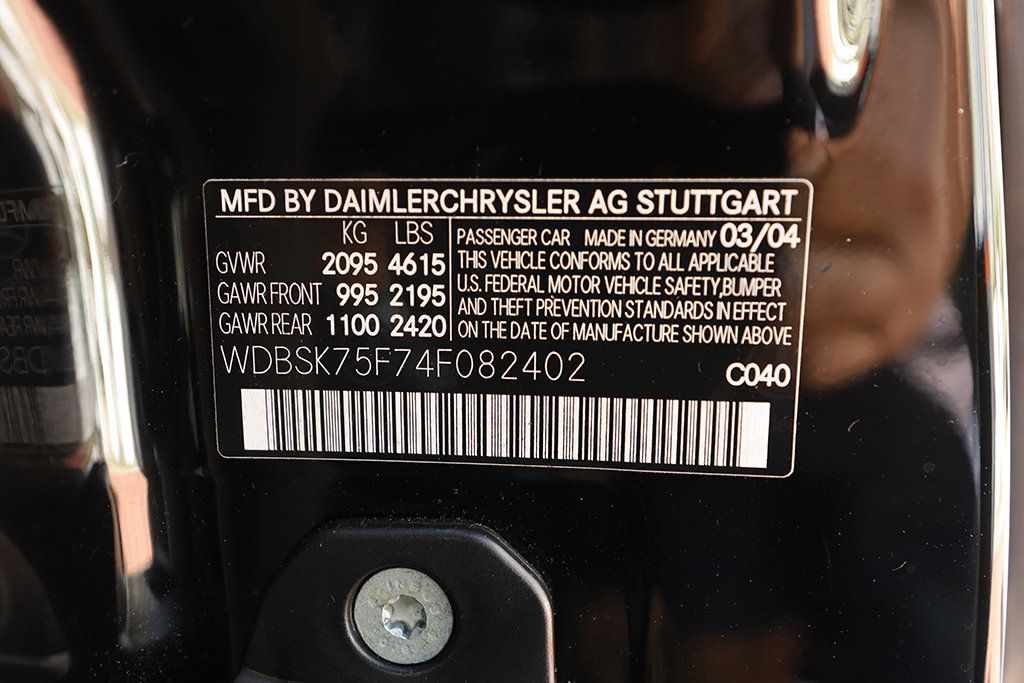 MFD BY DAIMLERCHRYSLER AG STUTTGART
KG LBS
GVWR 2095 4615
GAWR FRONT 995 2195
GAWR REAR 1100 2420
PASSENGER CAR MADE IN GERMANY 03/04
THIS VEHICLE CONFORMS TO ALL APPLICABLE
U.S. FEDERAL MOTOR VEHICLE SAFETY,BUMPER
AND THEFT PREVENTION STANDARDS IN EFFECT
ON THE DATE OF MANUFACTURE SHOWN ABOVE
WDBSK75F74F082402
C040